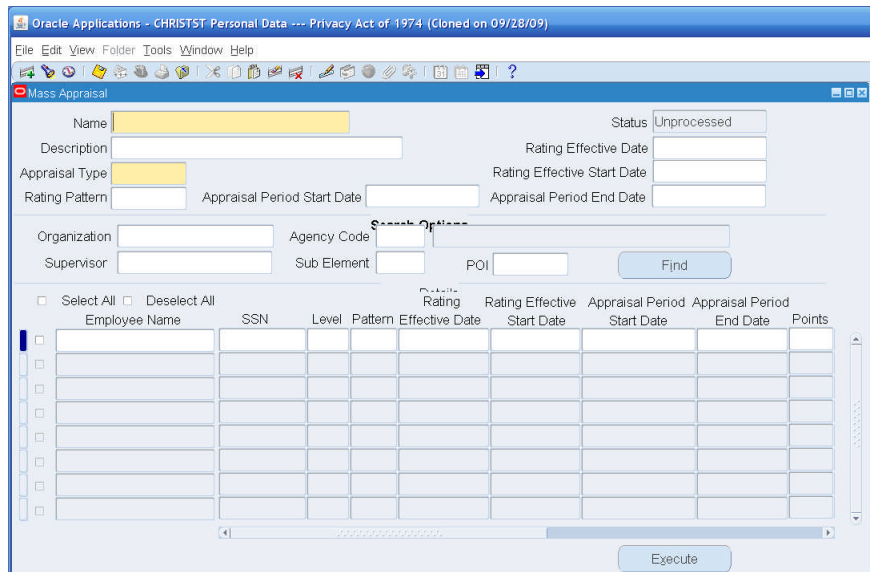 Oracle Applications - CHRISTST Personal Data --- Privacy Act of 1974 (Cloned on 09/28/09)
File Edit View Folder Tools Window Help
Mass Appraisal
Name Status Unprocessed
Description Rating Effective Date
Appraisal Type Rating Effective Start Date
Rating Pattern Appraisal Period Start Date Appraisal Period End Date
Search Options
Organization Agency Code
Supervisor Sub Element POI Find
Details
Select All Deselect All Rating Rating Effective Appraisal Period Appraisal Period
Employee Name SSN Level Pattern Effective Date Start Date Start Date End Date Points
Execute